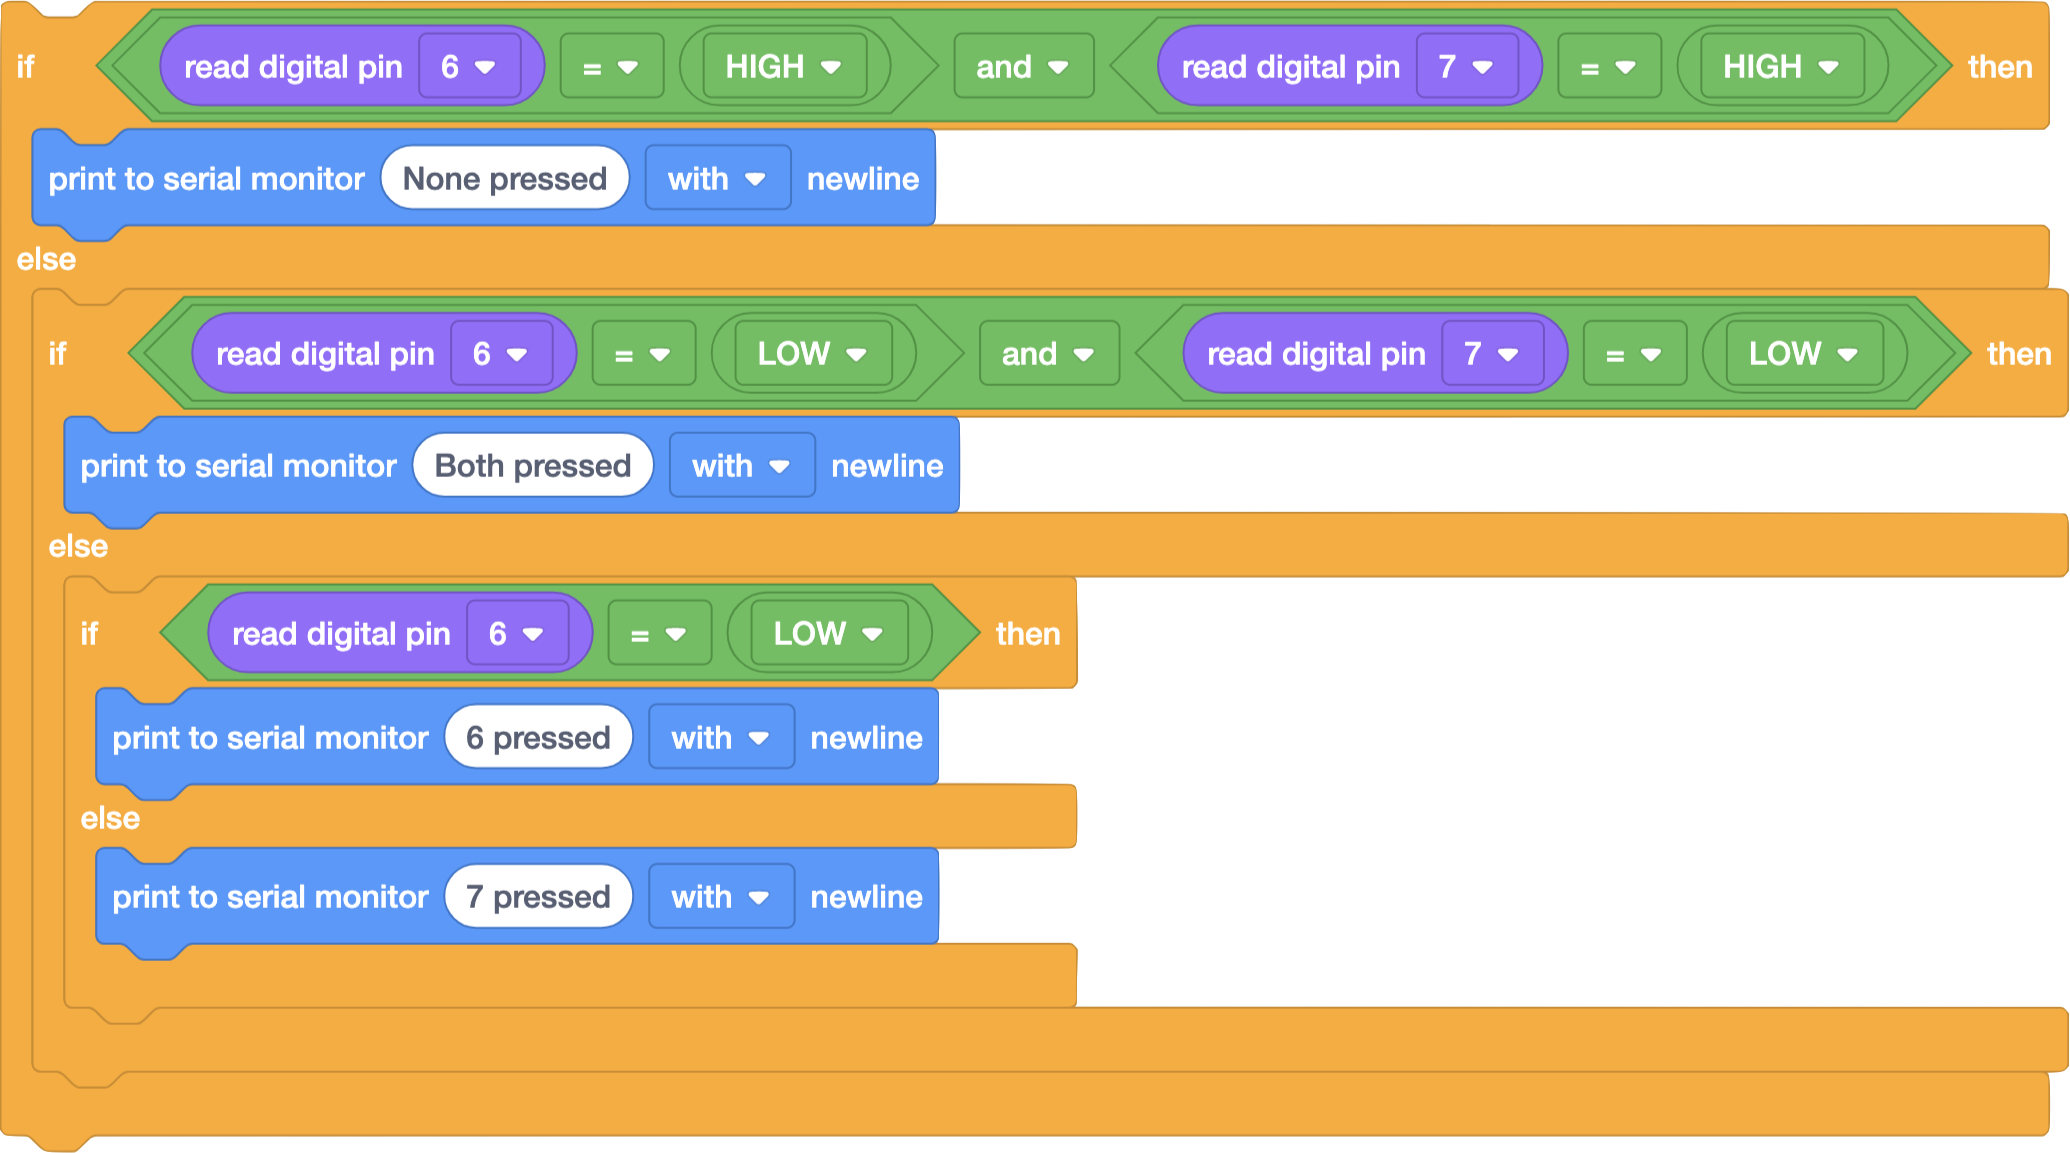 if read digital pin 6 = HIGH and read digital pin 7 = HIGH then
print to serial monitor None pressed with newline
else
if read digital pin 6 = LOW and read digital pin 7 = LOW then
print to serial monitor Both pressed with newline
else
if read digital pin 6 = LOW then
print to serial monitor 6 pressed with newline
else
print to serial monitor 7 pressed with newline